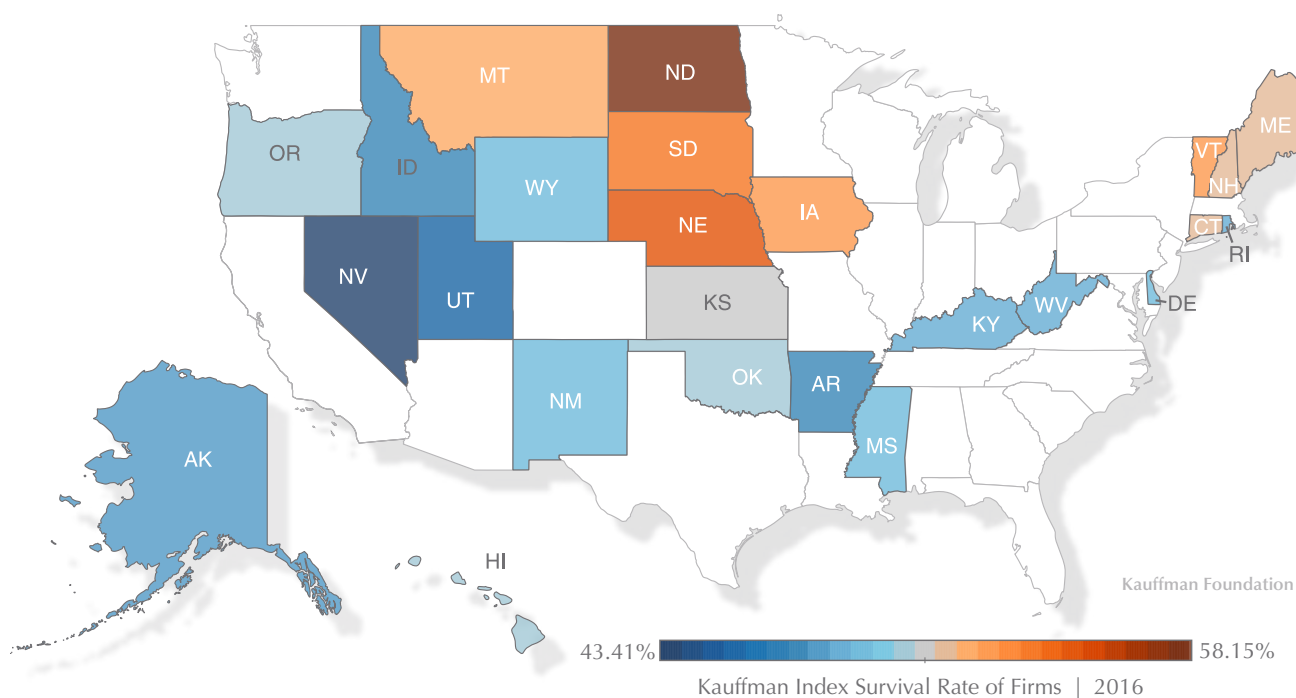 MT
ND
ME
OR
ID
SD
VT
WY
NH
IA
NE
CT
RI
NV
UT
KS
DE
KY
WV
OK
AR
NM
MS
AK
HI
Kauffman Foundation
43.41%
58.15%
Kauffman Index Survival Rate of Firms | 2016